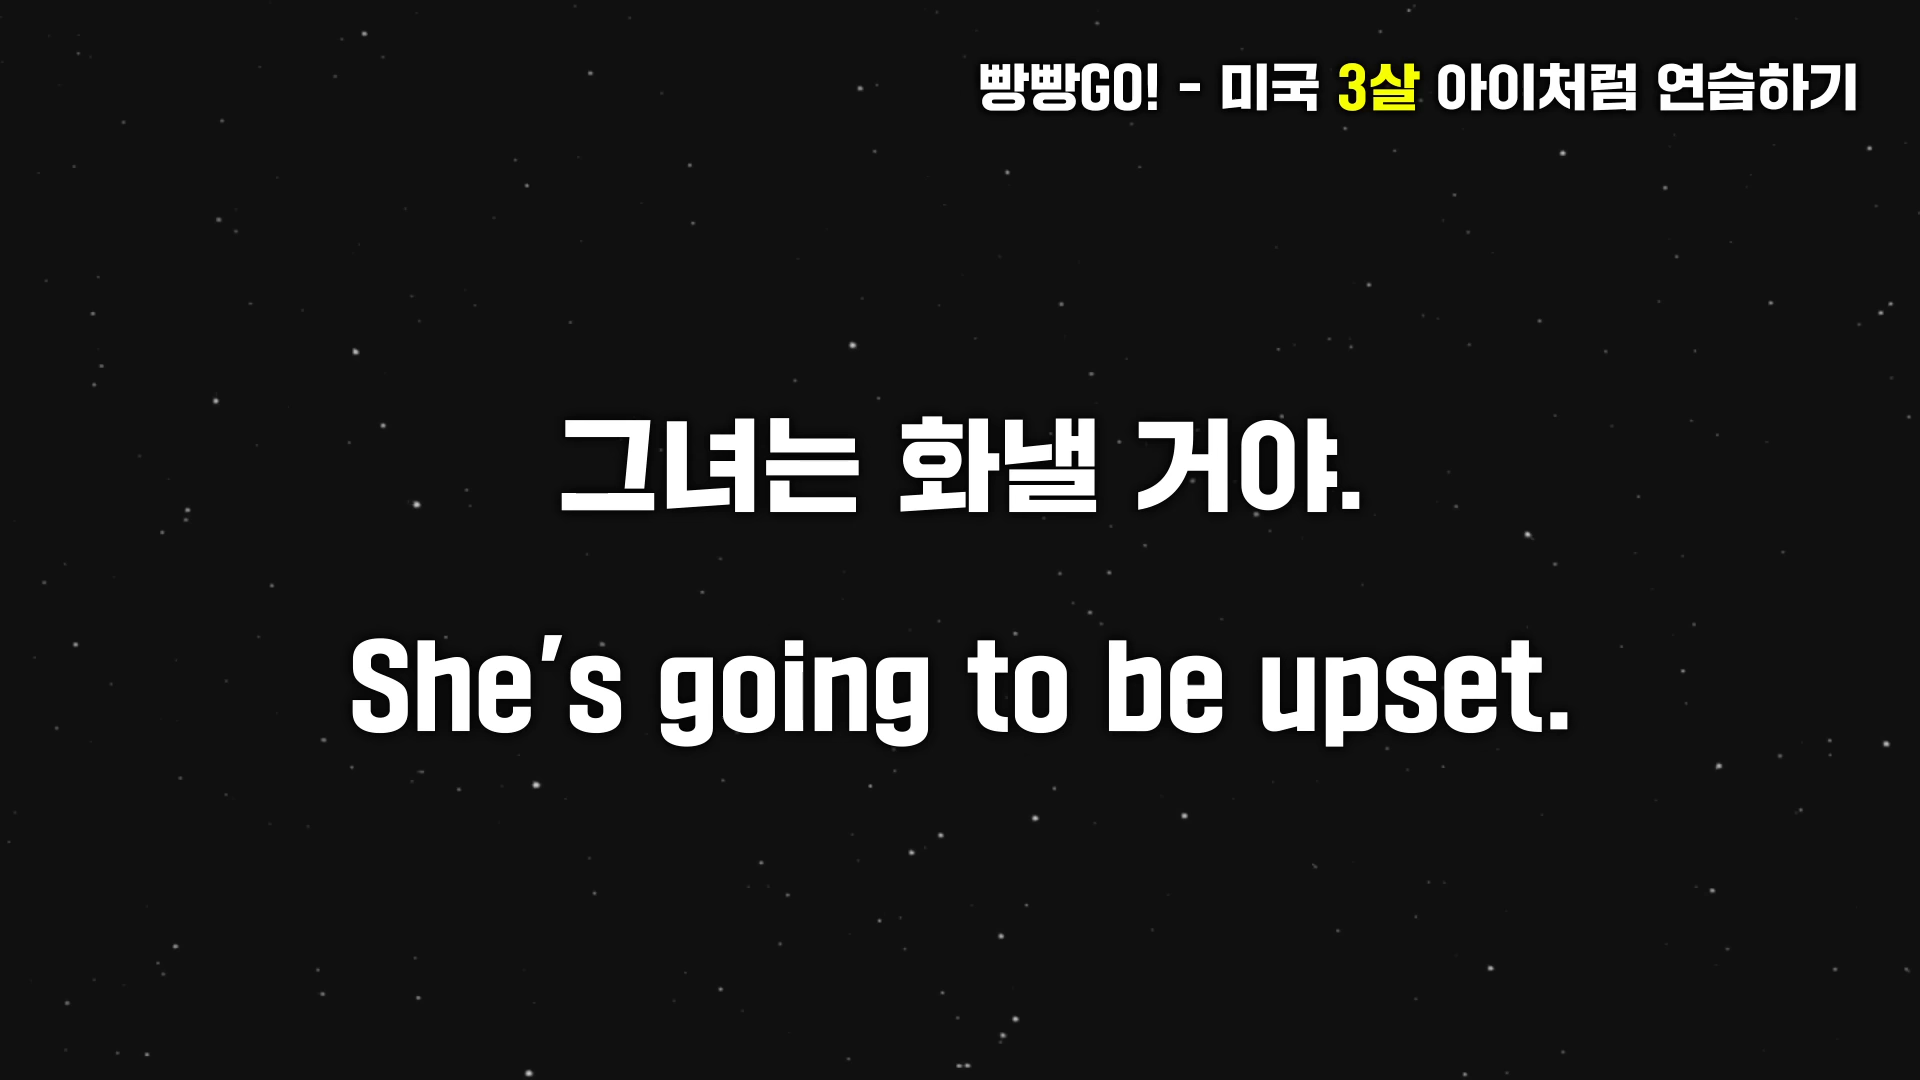 빵빵GO! - 미국 3살 아이처럼 연습하기
그녀는 화낼 거야.
She's going to be upset.